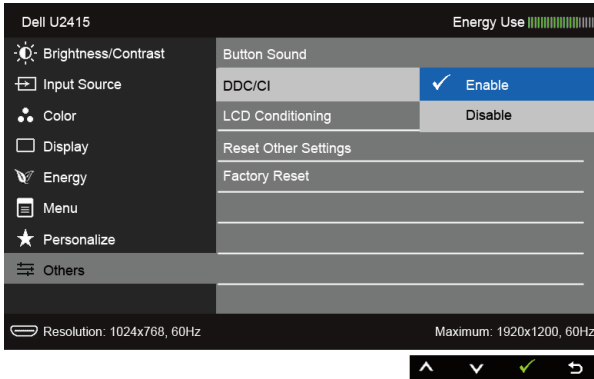 Dell U2415 Energy Use
Brightness/Contrast Button Sound
Input Source DDC/CI Enable
Color LCD Conditioning Disable
Display Reset Other Settings
Energy Factory Reset
Menu
Personalize
Others
Resolution: 1024x768, 60Hz Maximum: 1920x1200, 60Hz